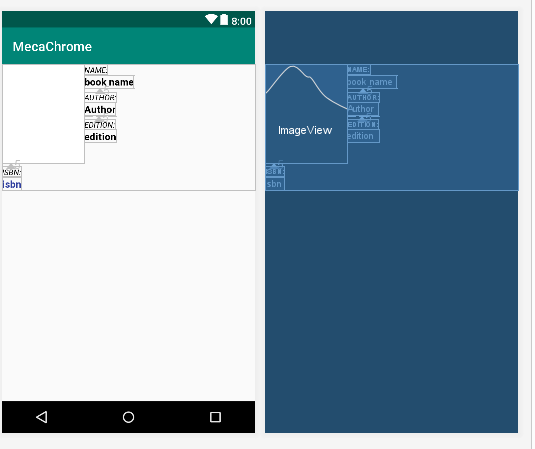 8:00
MecaChrome
NAME:
book name
AUTHOR:
Author
EDITION:
edition
ISBN:
isbn
NAME:
book name
AUTHOR:
Author
EDITION:
edition
ImageView
ISBN:
isbn